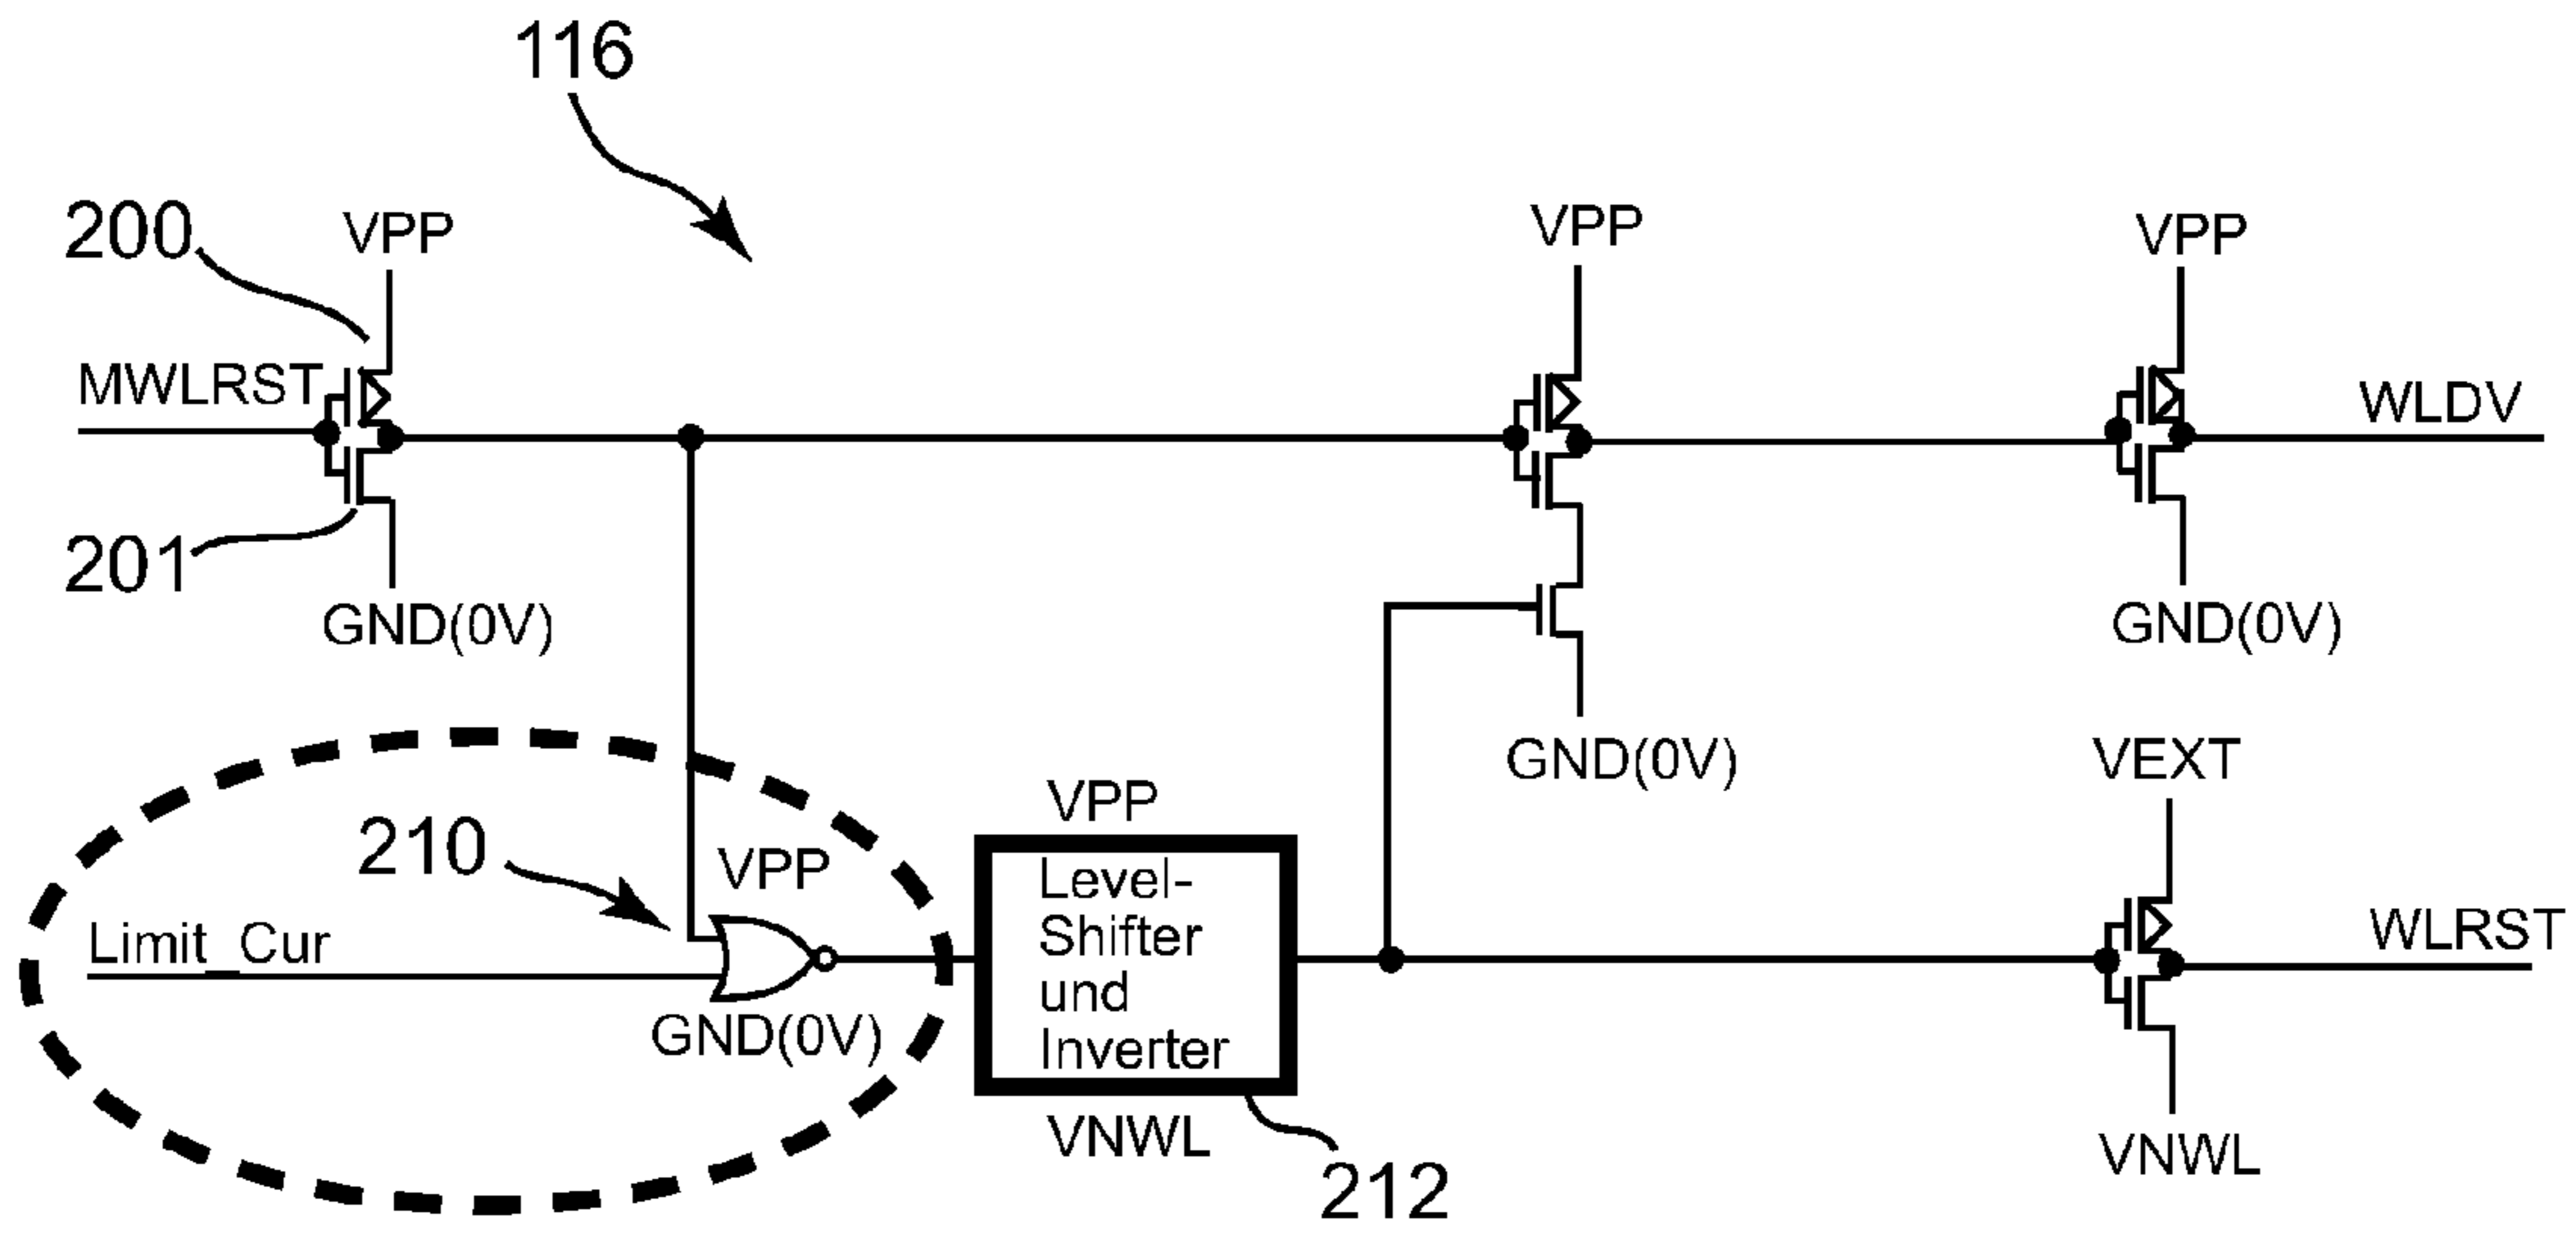 116
200
VPP
VPP
VPP
MWLRST
WLDV
201
GND(0V)
GND(0V)
GND(0V)
VEXT
210
VPP
VPP
Level-
Shifter
und
Inverter
Limit_Cur
WLRST
GND(0V)
VNWL
VNWL
212